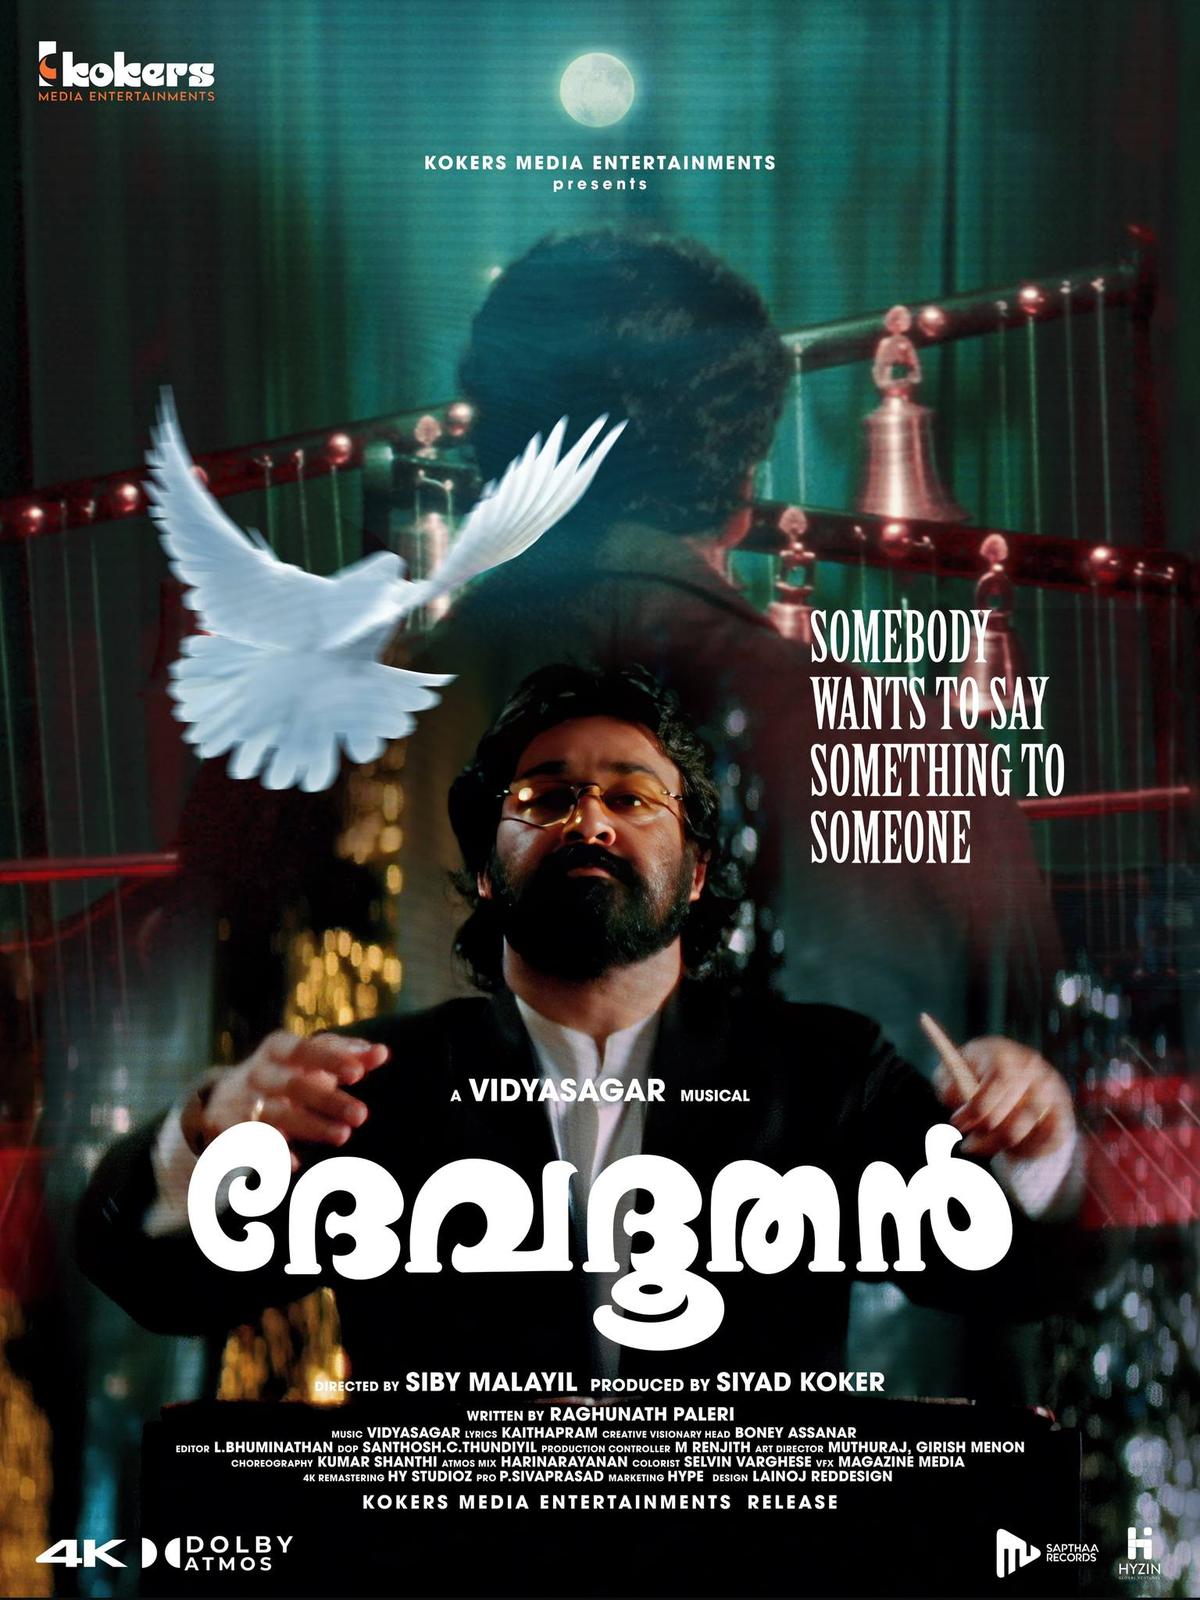 kokers
MEDIA ENTERTAINMENTS
KOKERS MEDIA ENTERTAINMENTS
presents
SOMEBODY
WANTS TO SAY
SOMETHING TO
SOMEONE
A VIDYASAGAR MUSICAL
ദേവദൂതൻ
DIRECTED BY SIBY MALAYIL PRODUCED BY SIYAD KOKER
WRITTEN BY RAGHUNATH PALERI
MUSIC VIDYASAGAR LYRICS KAITHAPRAM CREATIVE VISIONARY HEAD BONEY ASSANAR
EDITOR L.BHUMINATHAN DOP SANTHOSH.C.THUNDIYIL PRODUCTION CONTROLLER M RENJITH ART DIRECTOR MUTHURAJ, GIRISH MENON
CHOREOGRAPHY KUMAR SHANTHI ATMOS MIX HARINARAYANAN COLORIST SELVIN VARGHESE VFX MAGAZINE MEDIA
4K REMASTERING HY STUDIOZ PRO P.SIVAPRASAD MARKETING HYPE DESIGN LAINOJ REDDESIGN
KOKERS MEDIA ENTERTAINMENTS RELEASE
4K DOLBY
ATMOS
SAPTHAA
RECORDS
HYZIN